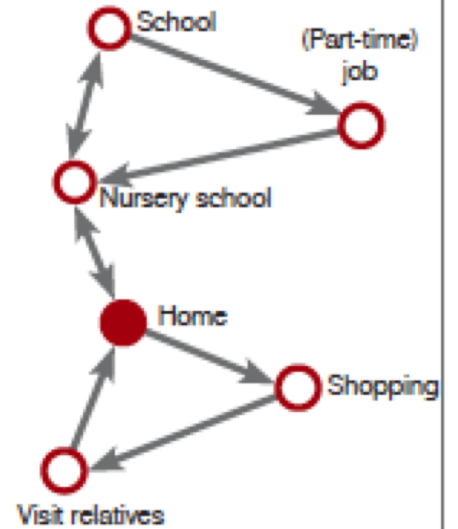 School
(Part-time)
job
Nursery school
Home
Shopping
Visit relatives